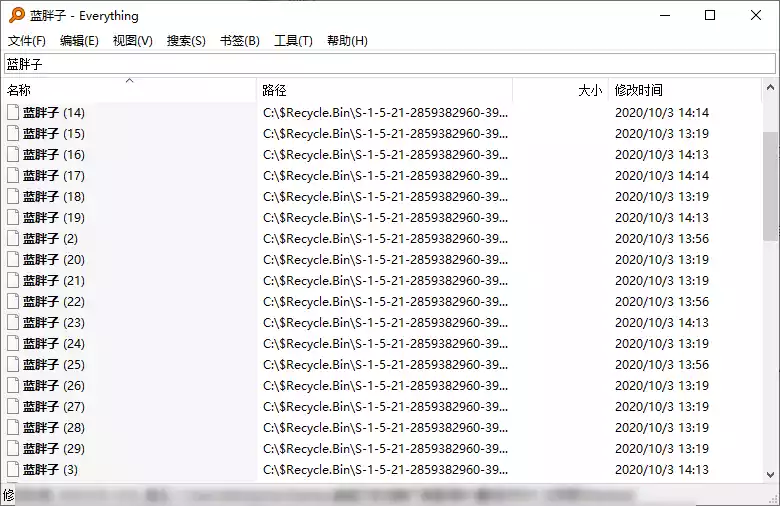 蓝胖子 - Everything
文件(F) 编辑(E) 视图(V) 搜索(S) 书签(B) 工具(T) 帮助(H)
蓝胖子
名称 路径 大小 修改时间
蓝胖子 (14) C:\$Recycle.Bin\S-1-5-21-2859382960-39... 2020/10/3 14:14
蓝胖子 (15) C:\$Recycle.Bin\S-1-5-21-2859382960-39... 2020/10/3 13:19
蓝胖子 (16) C:\$Recycle.Bin\S-1-5-21-2859382960-39... 2020/10/3 14:13
蓝胖子 (17) C:\$Recycle.Bin\S-1-5-21-2859382960-39... 2020/10/3 14:14
蓝胖子 (18) C:\$Recycle.Bin\S-1-5-21-2859382960-39... 2020/10/3 13:19
蓝胖子 (19) C:\$Recycle.Bin\S-1-5-21-2859382960-39... 2020/10/3 14:13
蓝胖子 (2) C:\$Recycle.Bin\S-1-5-21-2859382960-39... 2020/10/3 13:56
蓝胖子 (20) C:\$Recycle.Bin\S-1-5-21-2859382960-39... 2020/10/3 13:19
蓝胖子 (21) C:\$Recycle.Bin\S-1-5-21-2859382960-39... 2020/10/3 13:19
蓝胖子 (22) C:\$Recycle.Bin\S-1-5-21-2859382960-39... 2020/10/3 13:56
蓝胖子 (23) C:\$Recycle.Bin\S-1-5-21-2859382960-39... 2020/10/3 14:13
蓝胖子 (24) C:\$Recycle.Bin\S-1-5-21-2859382960-39... 2020/10/3 13:19
蓝胖子 (25) C:\$Recycle.Bin\S-1-5-21-2859382960-39... 2020/10/3 13:56
蓝胖子 (26) C:\$Recycle.Bin\S-1-5-21-2859382960-39... 2020/10/3 13:19
蓝胖子 (27) C:\$Recycle.Bin\S-1-5-21-2859382960-39... 2020/10/3 13:19
蓝胖子 (28) C:\$Recycle.Bin\S-1-5-21-2859382960-39... 2020/10/3 13:19
蓝胖子 (29) C:\$Recycle.Bin\S-1-5-21-2859382960-39... 2020/10/3 13:19
蓝胖子 (3) C:\$Recycle.Bin\S-1-5-21-2859382960-39... 2020/10/3 14:13
修